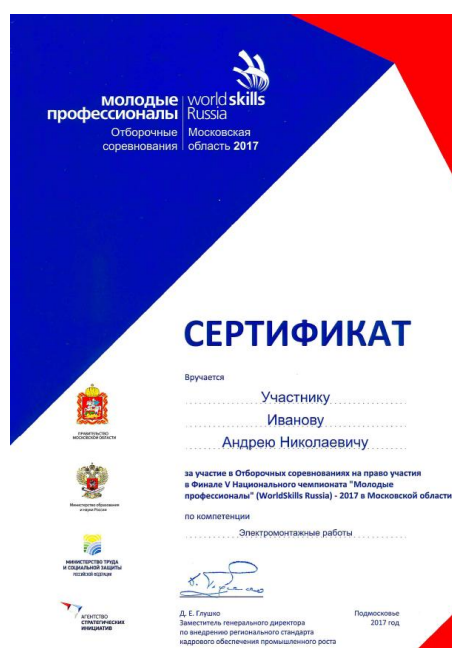 молодые профессионалы
Отборочные соревнования
worldskills Russia
Московская область 2017
СЕРТИФИКАТ
Вручается
Участнику
Иванову
Андрею Николаевичу
за участие в Отборочных соревнованиях на право участия
в Финале V Национального чемпионата "Молодые
профессионалы" (WorldSkills Russia) - 2017 в Московской области
по компетенции
Электромонтажные работы
ПРАВИТЕЛЬСТВО
МОСКОВСКОЙ ОБЛАСТИ
Министерство образования
и науки России
МИНИСТЕРСТВО ТРУДА
И СОЦИАЛЬНОЙ ЗАЩИТЫ
РОССИЙСКОЙ ФЕДЕРАЦИИ
АГЕНТСТВО
СТРАТЕГИЧЕСКИХ
ИНИЦИАТИВ
Д. Е. Глушко
Заместитель генерального директора
по внедрению регионального стандарта
кадрового обеспечения промышленного роста
Подмосковье
2017 год